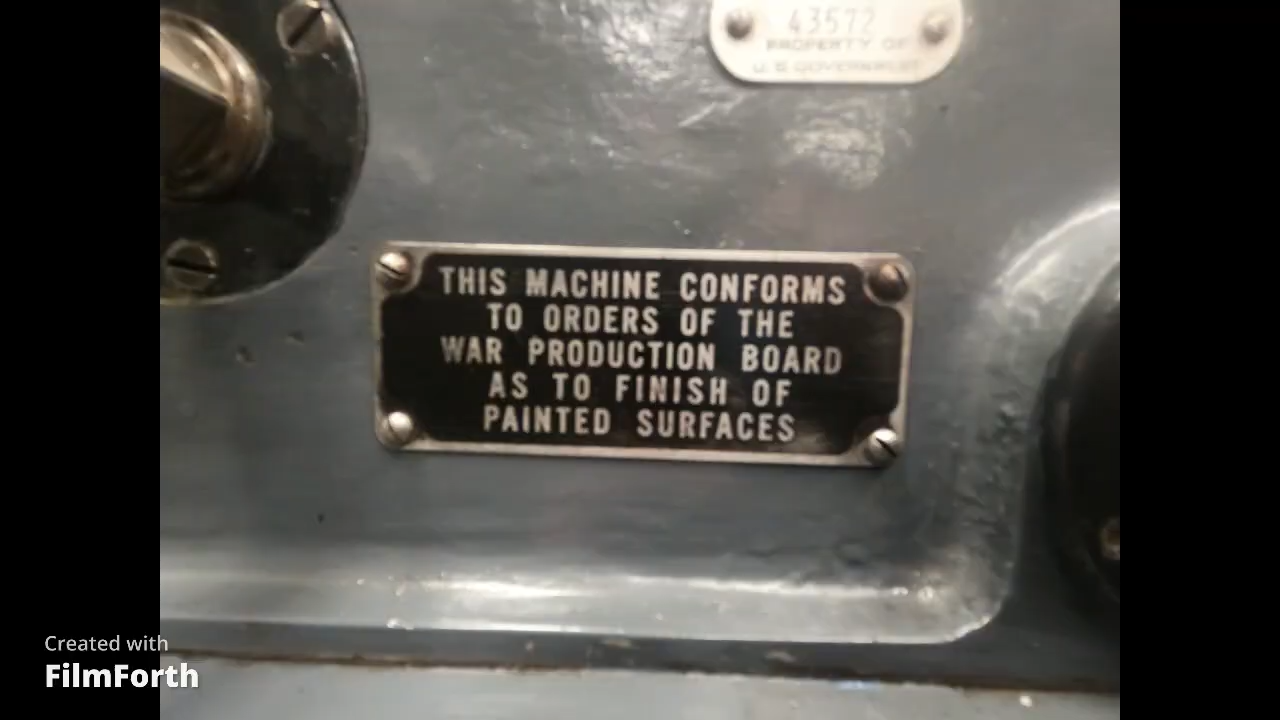 43572
PROPERTY OF
U.S. GOVERNMENT
THIS MACHINE CONFORMS
TO ORDERS OF THE
WAR PRODUCTION BOARD
AS TO FINISH OF
PAINTED SURFACES
Created with
FilmForth